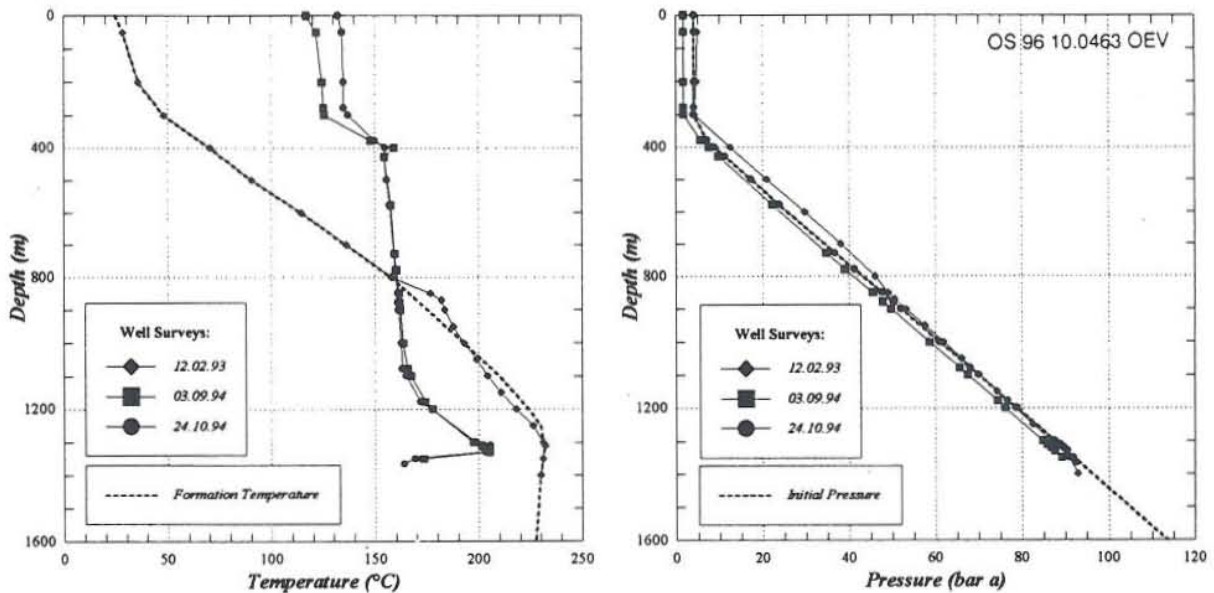 OS 96 10.0463 OEV
0
400
800
1200
1600
Depth (m)
Well Surveys:
12.02.93
03.09.94
24.10.94
Formation Temperature
0 50 100 150 200 250
Temperature (°C)
0
400
800
1200
1600
Depth (m)
Well Surveys:
12.02.93
03.09.94
24.10.94
Initial Pressure
0 20 40 60 80 100 120
Pressure (bar a)